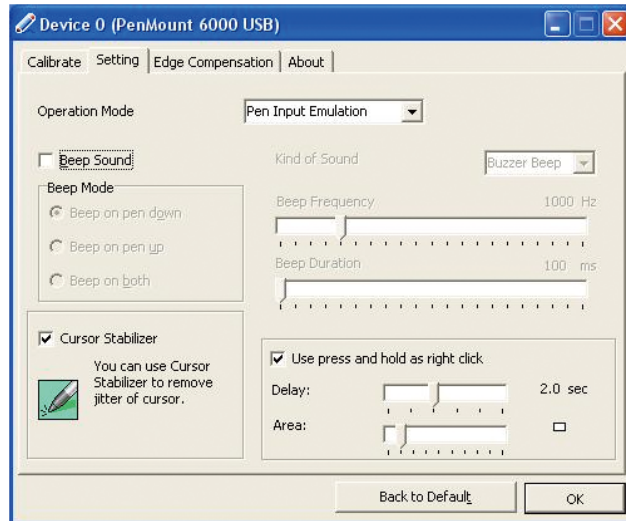 Device 0 (PenMount 6000 USB)
Calibrate Setting Edge Compensation About
Operation Mode Pen Input Emulation
Beep Sound Kind of Sound Buzzer Beep
Beep Mode
Beep on pen down
Beep on pen up
Beep on both
Beep Frequency 1000 Hz
Beep Duration 100 ms
Cursor Stabilizer
You can use Cursor
Stabilizer to remove
jitter of cursor.
Use press and hold as right click
Delay: 2.0 sec
Area:
Back to Default OK